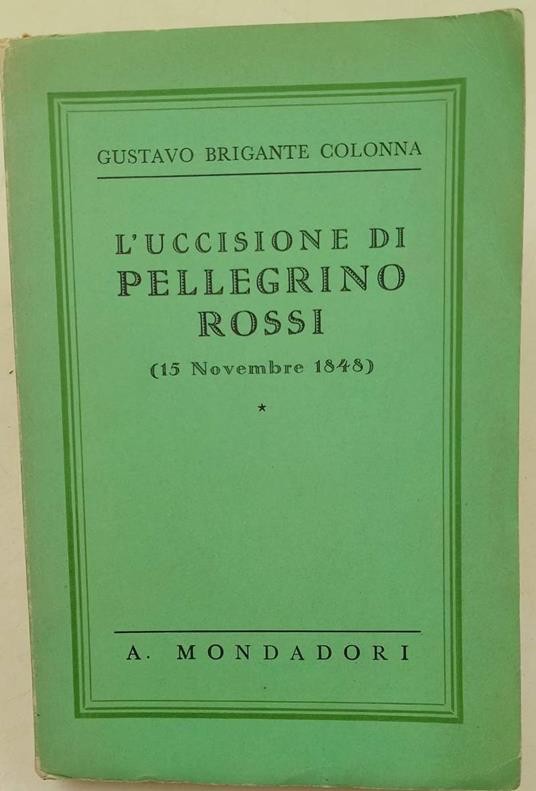 GUSTAVO BRIGANTE COLONNA
L'UCCISIONE DI
PELLEGRINO
ROSSI
(15 Novembre 1848)
*
A. MONDADORI